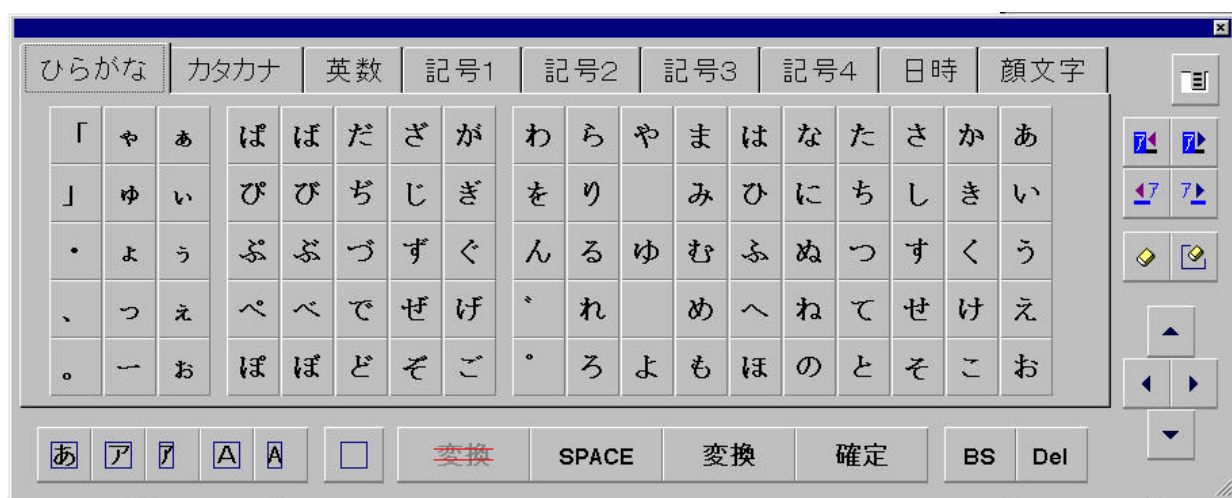 ひらがな カタカナ 英数 記号1 記号2 記号3 記号4 日時 顔文字
「 ゃ ぁ ぱ ば だ ざ が わ ら や ま は な た さ か あ ア ア
」 ゅ ぃ ぴ び ぢ じ ぎ を り み ひ に ち し き い ア ア
・ ょ ぅ ぷ ぶ づ ず ぐ ん る ゆ む ふ ぬ つ す く う
、 っ ぇ ぺ べ で ぜ げ ゛ れ め へ ね て せ け え
。 ー ぉ ぽ ぼ ど ぞ ご ゜ ろ よ も ほ の と そ こ お
あ ア ア A A 変換 SPACE 変換 確定 BS Del